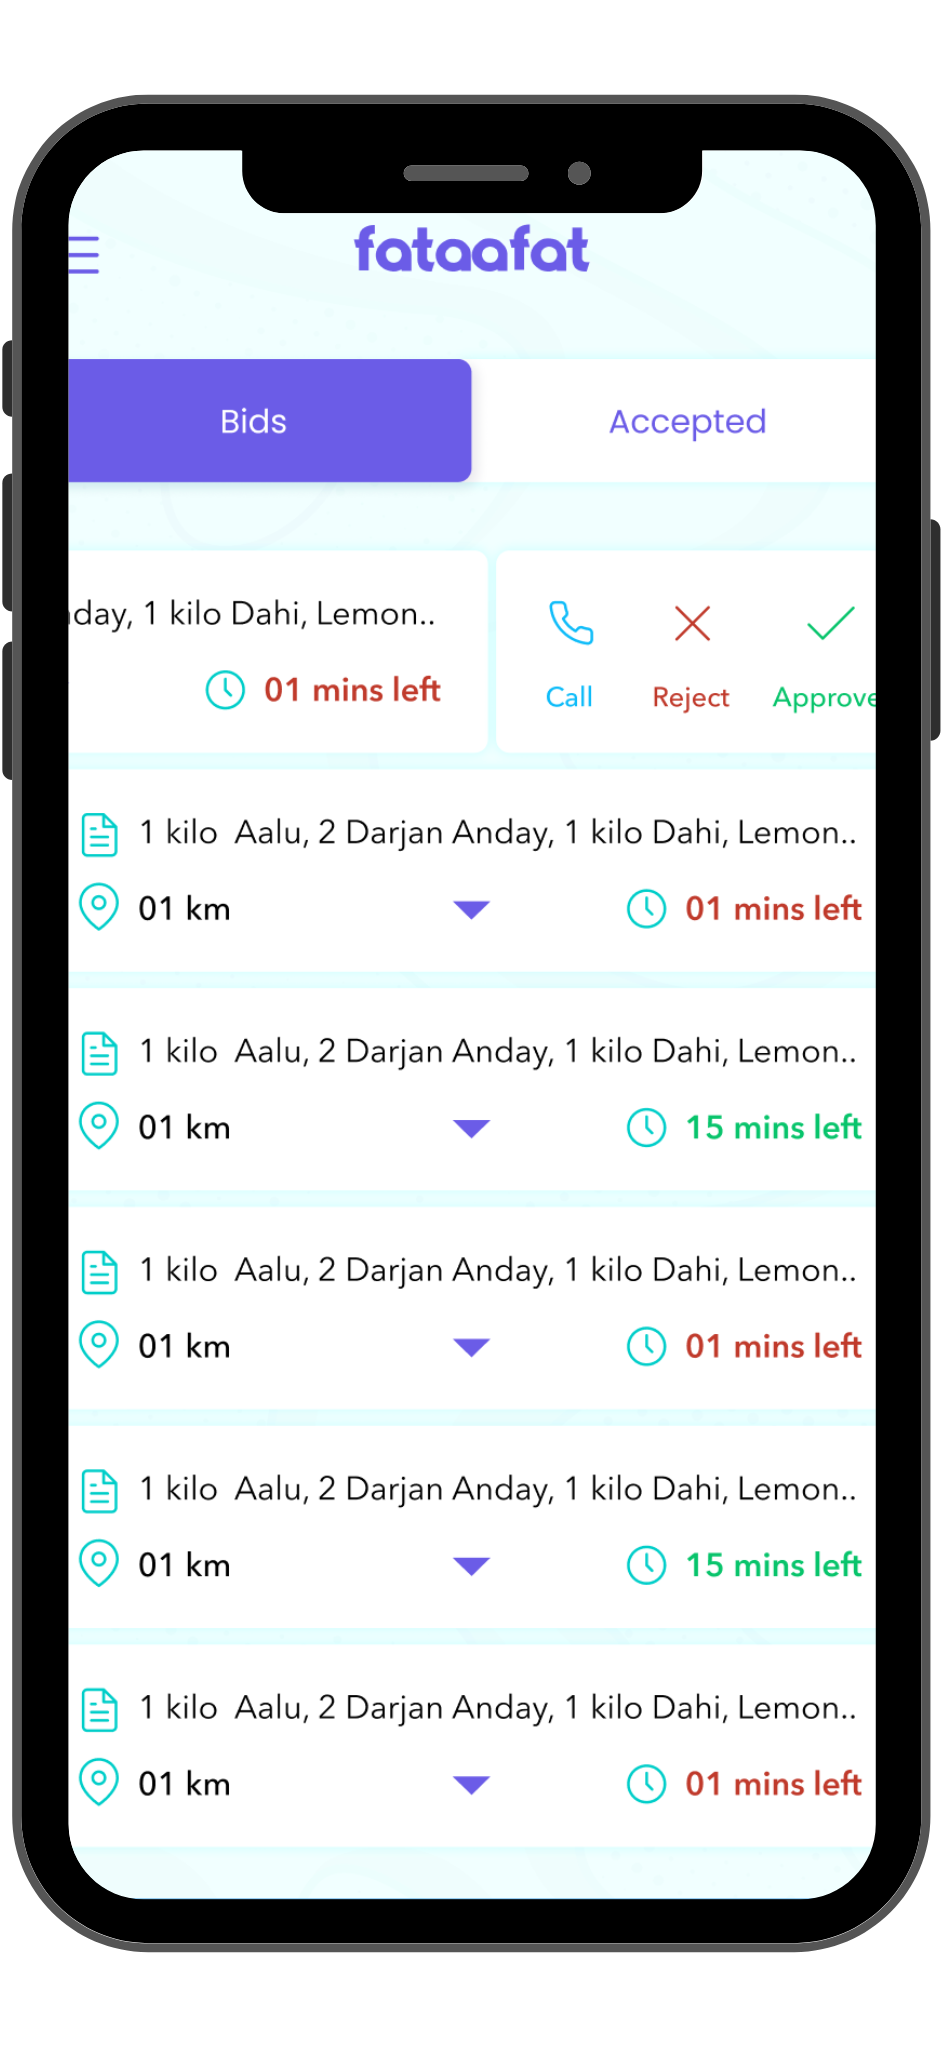 fataafat
Bids Accepted
nday, 1 kilo Dahi, Lemon..
01 mins left
Call Reject Approve
1 kilo  Aalu, 2 Darjan Anday, 1 kilo Dahi, Lemon..
01 km 01 mins left
1 kilo  Aalu, 2 Darjan Anday, 1 kilo Dahi, Lemon..
01 km 15 mins left
1 kilo  Aalu, 2 Darjan Anday, 1 kilo Dahi, Lemon..
01 km 01 mins left
1 kilo  Aalu, 2 Darjan Anday, 1 kilo Dahi, Lemon..
01 km 15 mins left
1 kilo  Aalu, 2 Darjan Anday, 1 kilo Dahi, Lemon..
01 km 01 mins left